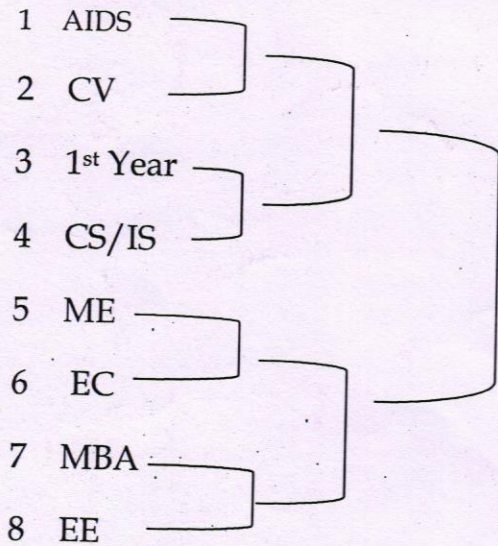 1 AIDS
2 CV
3 1st Year
4 CS/IS
5 ME
6 EC
7 MBA
8 EE